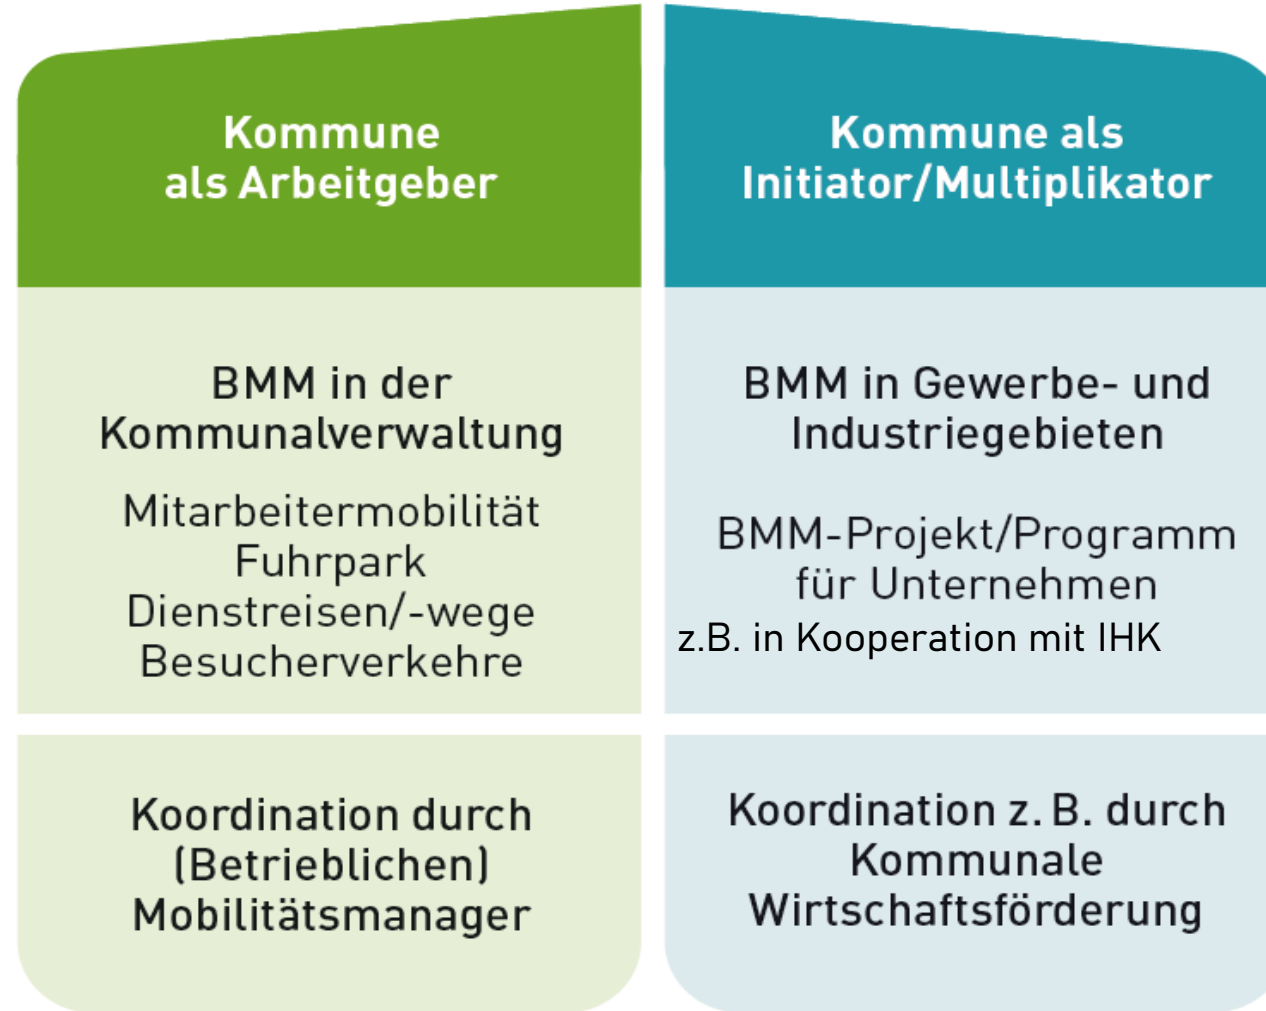 Kommune
als Arbeitgeber
BMM in der
Kommunalverwaltung
Mitarbeitermobilität
Fuhrpark
Dienstreisen/-wege
Besucherverkehre
Koordination durch
(Betrieblichen)
Mobilitätsmanager
Kommune als
Initiator/Multiplikator
BMM in Gewerbe- und
Industriegebieten
BMM-Projekt/Programm
für Unternehmen
z.B. in Kooperation mit IHK
Koordination z. B. durch
Kommunale
Wirtschaftsförderung